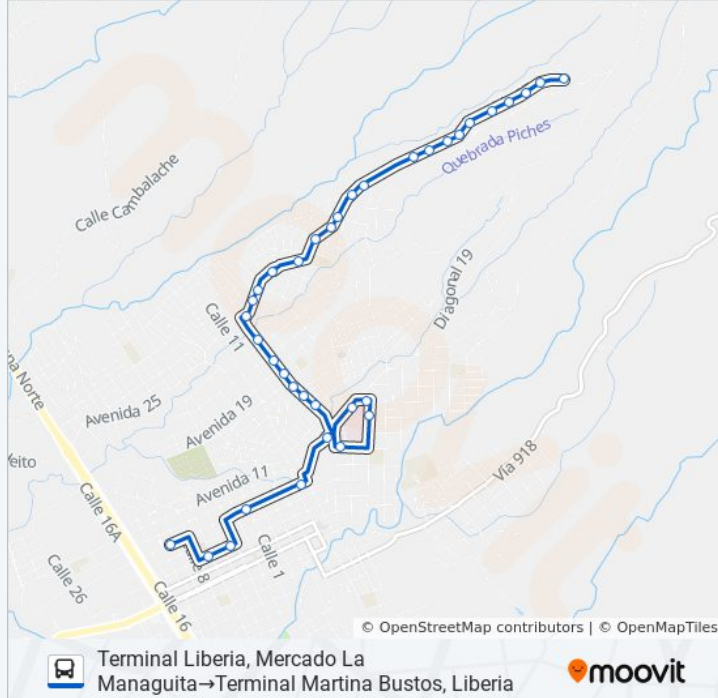 Quebrada Piches
Calle Cambalache
Diagonal 19
Calle 11
Avenida 25
Avenida 19
Vía 918
Avenida 11
Calle 16A
Calle 1
Calle 26
Calle 16
© OpenStreetMap contributors | © OpenMapTiles
Terminal Liberia, Mercado La
Managuita→Terminal Martina Bustos, Liberia
moovit